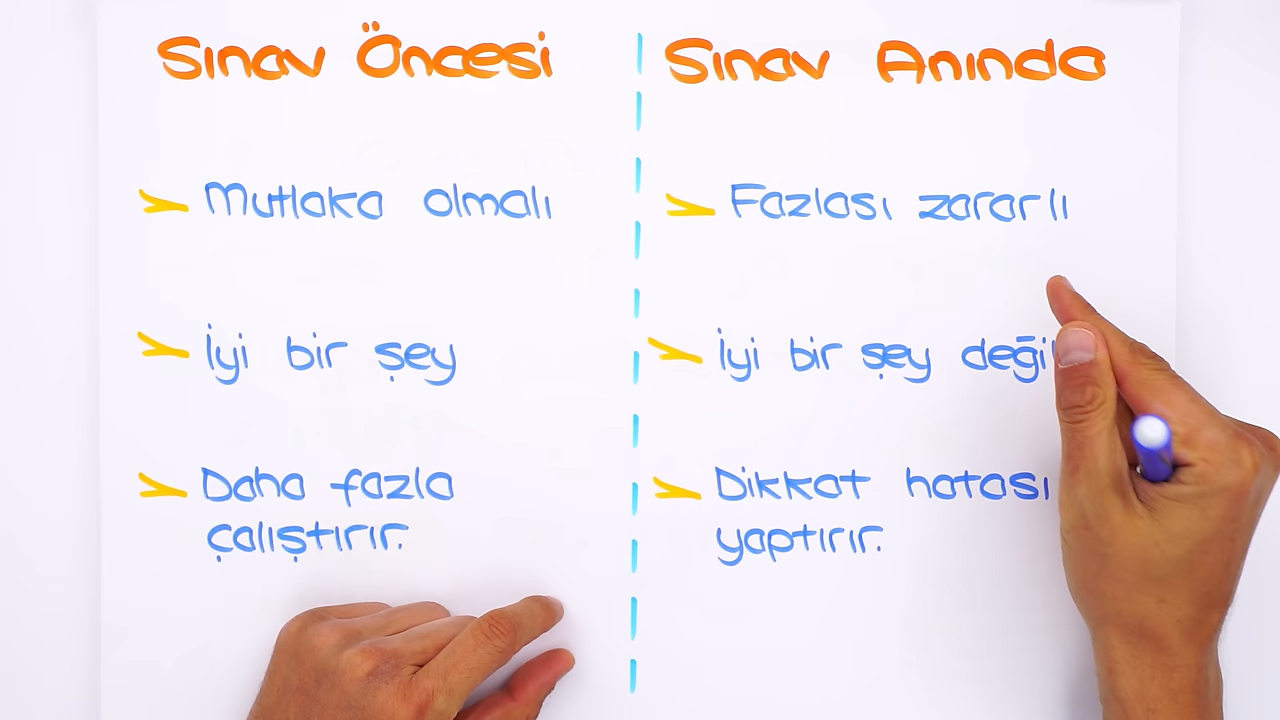 Sınav Öncesi
Mutlaka olmalı
İyi bir şey
Daha fazla
çalıştırır.
Sınav Anında
Fazlası zararlı
İyi bir şey değil
Dikkat hatası
yaptırır.